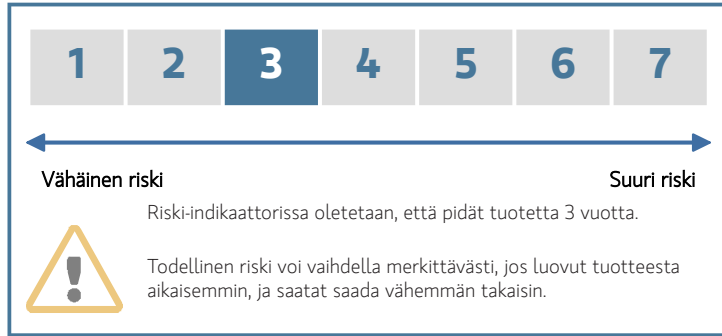 1 2 3 4 5 6 7
Vähäinen riski Suuri riski
Riski-indikaattorissa oletetaan, että pidät tuotetta 3 vuotta.
Todellinen riski voi vaihdella merkittävästi, jos luovut tuotteesta
aikaisemmin, ja saatat saada vähemmän takaisin.